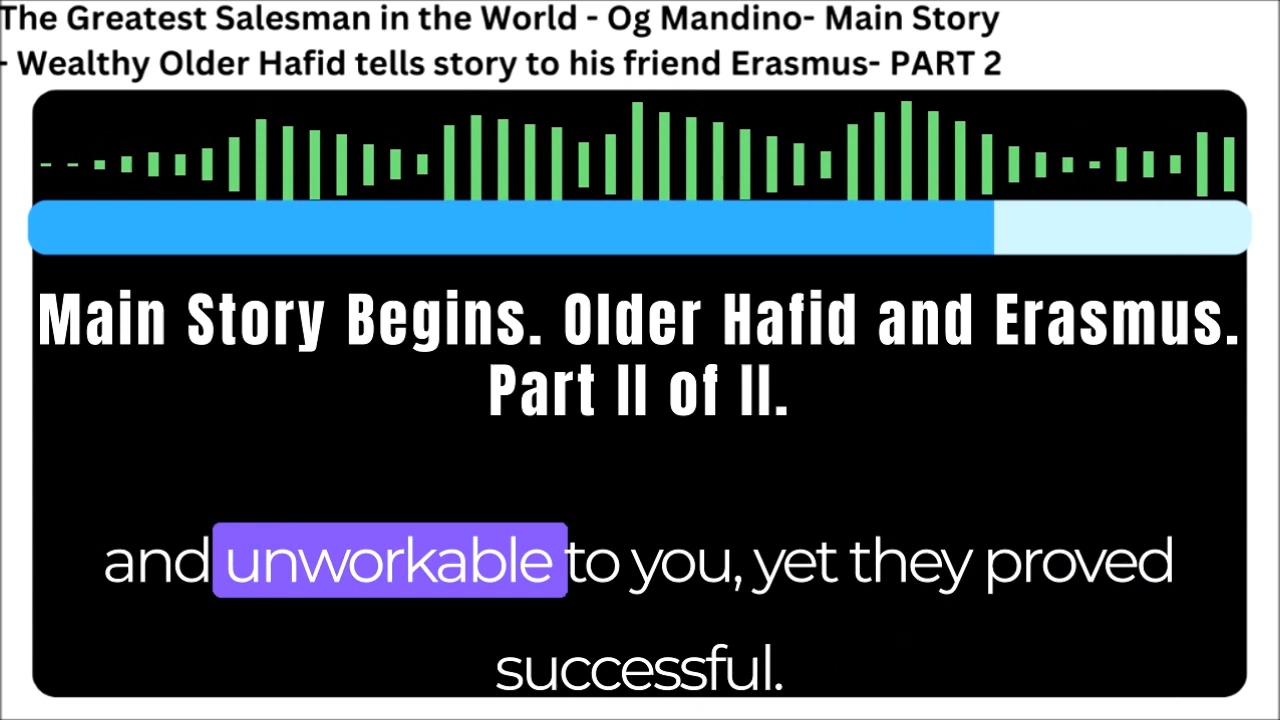 The Greatest Salesman in the World - Og Mandino- Main Story
- Wealthy Older Hafid tells story to his friend Erasmus- PART 2
Main Story Begins. Older Hafid and Erasmus.
Part II of II.
and unworkable to you, yet they proved
successful.